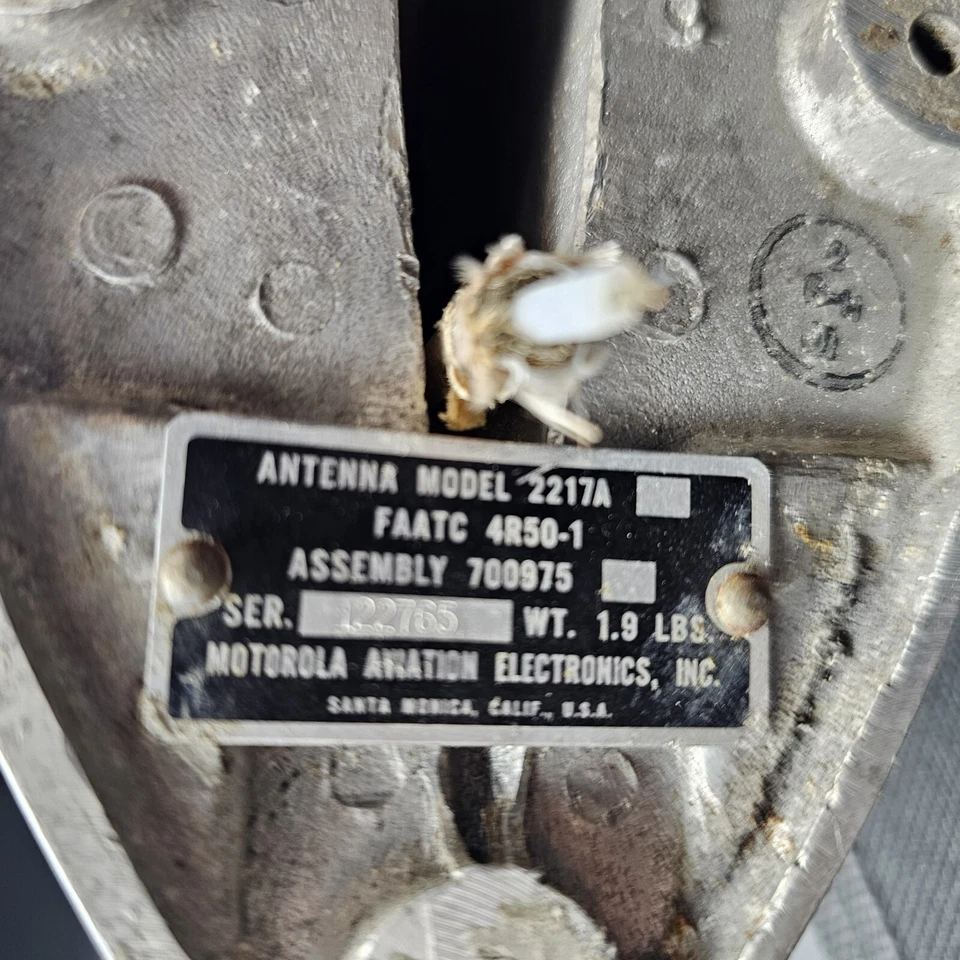 ANTENNA MODEL 2217A
FAATC 4R50-1
ASSEMBLY 700975
SER. 122765 WT. 1.9 LBS.
MOTOROLA AVIATION ELECTRONICS, INC.
SANTA MONICA, CALIF., U.S.A.